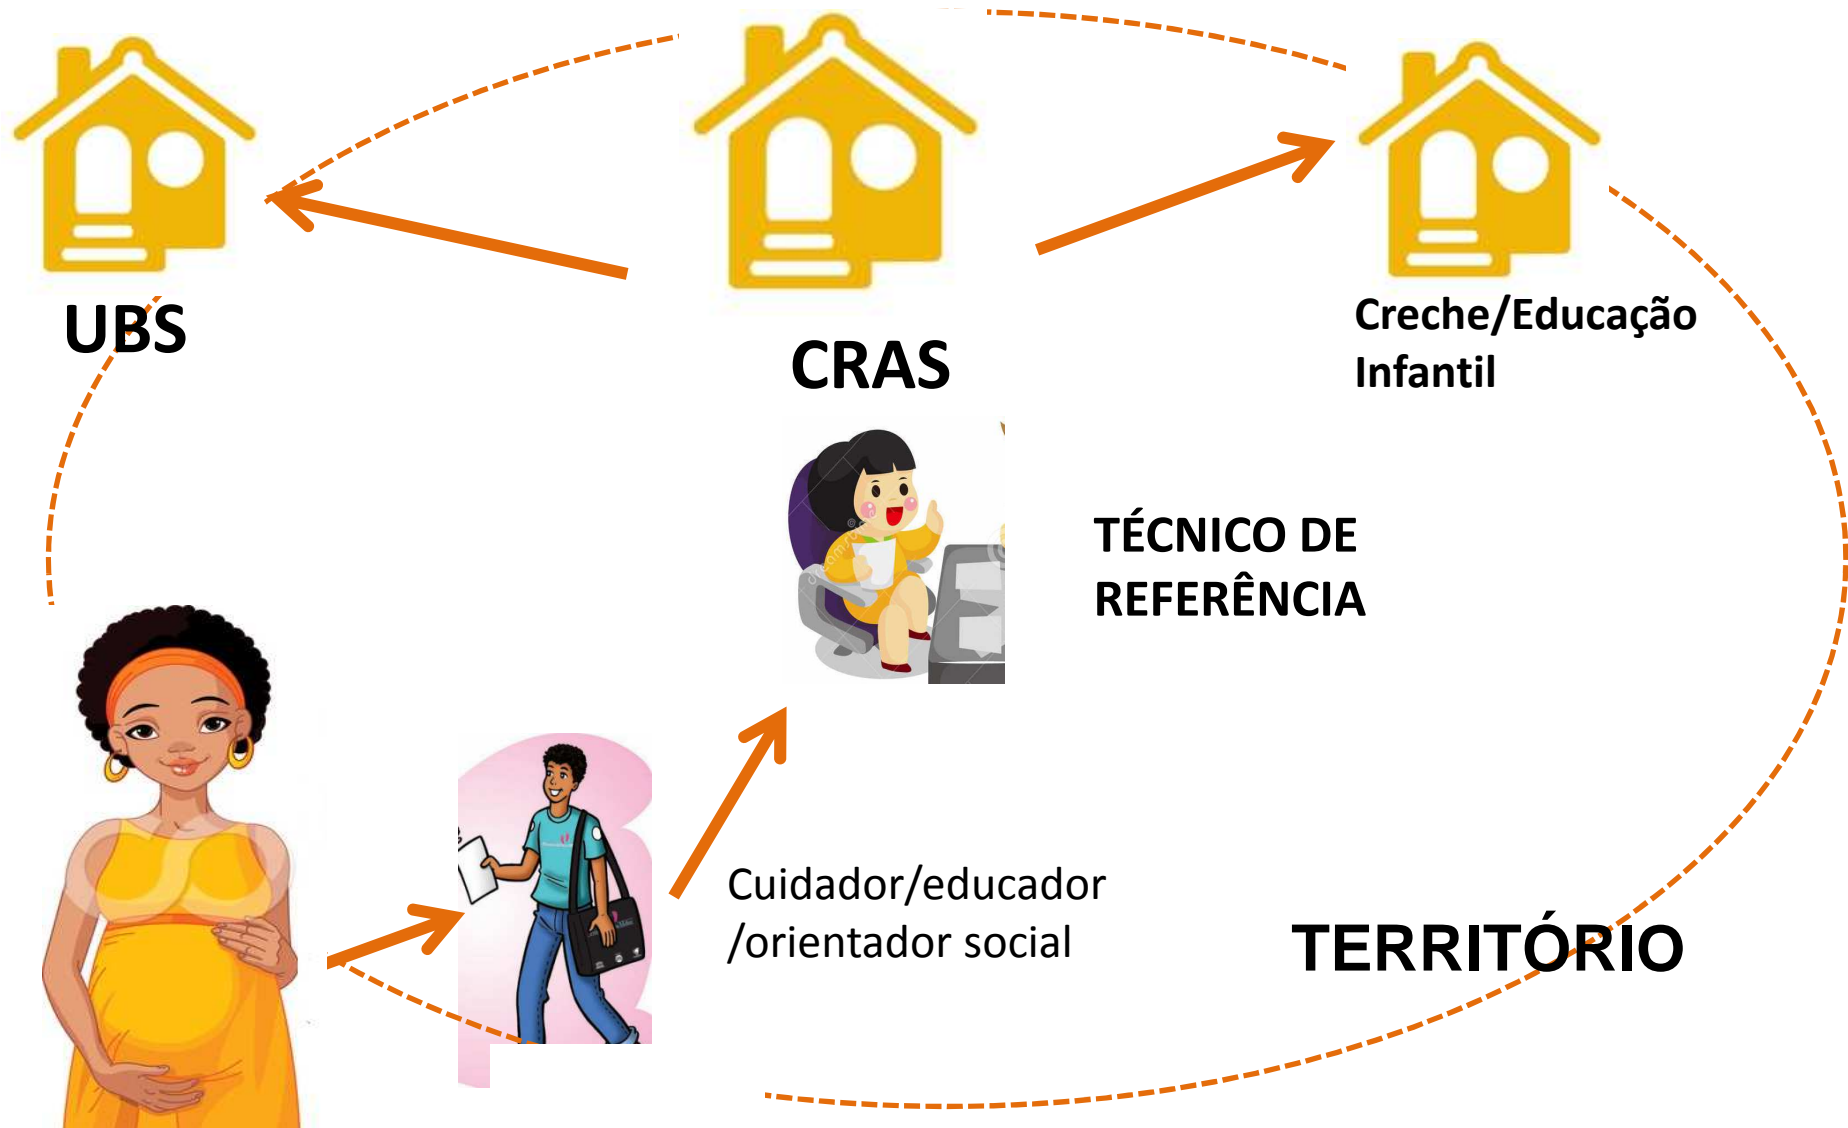 UBS
CRAS
Creche/Educação
Infantil
TÉCNICO DE
REFERÊNCIA
Cuidador/educador
/orientador social
TERRITÓRIO